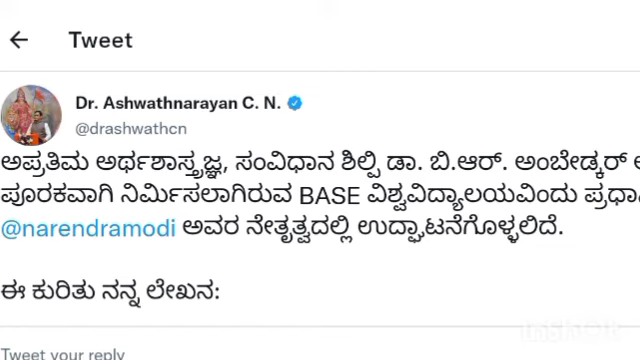 Tweet
Dr. Ashwathnarayan C. N.
@drashwathcn
ಅಪ್ರತಿಮ ಅರ್ಥಶಾಸ್ತ್ರಜ್ಞ, ಸಂವಿಧಾನ ಶಿಲ್ಪಿ ಡಾ. ಬಿ.ಆರ್. ಅಂಬೇಡ್ಕರ್
ಪೂರಕವಾಗಿ ನಿರ್ಮಿಸಲಾಗಿರುವ BASE ವಿಶ್ವವಿದ್ಯಾಲಯವಿಂದು
@narendramodi ಅವರ ನೇತೃತ್ವದಲ್ಲಿ ಉದ್ಘಾಟನೆಗೊಳ್ಳಲಿದೆ.
ಈ ಕುರಿತು ನನ್ನ ಲೇಖನ:
Tweet your reply